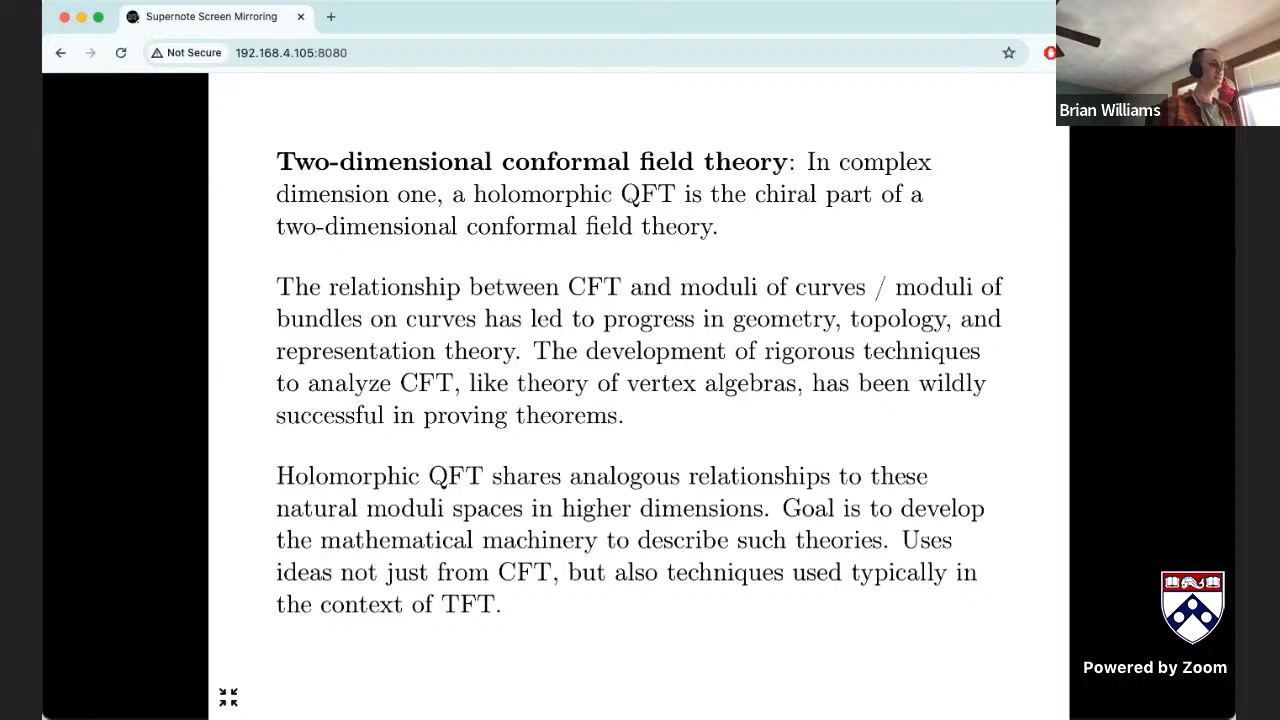 Supernote Screen Mirroring
Not Secure 192.168.4.105:8080
Brian Williams
Two-dimensional conformal field theory: In complex
dimension one, a holomorphic QFT is the chiral part of a
two-dimensional conformal field theory.
The relationship between CFT and moduli of curves / moduli of
bundles on curves has led to progress in geometry, topology, and
representation theory. The development of rigorous techniques
to analyze CFT, like theory of vertex algebras, has been wildly
successful in proving theorems.
Holomorphic QFT shares analogous relationships to these
natural moduli spaces in higher dimensions. Goal is to develop
the mathematical machinery to describe such theories. Uses
ideas not just from CFT, but also techniques used typically in
the context of TFT.
Powered by Zoom